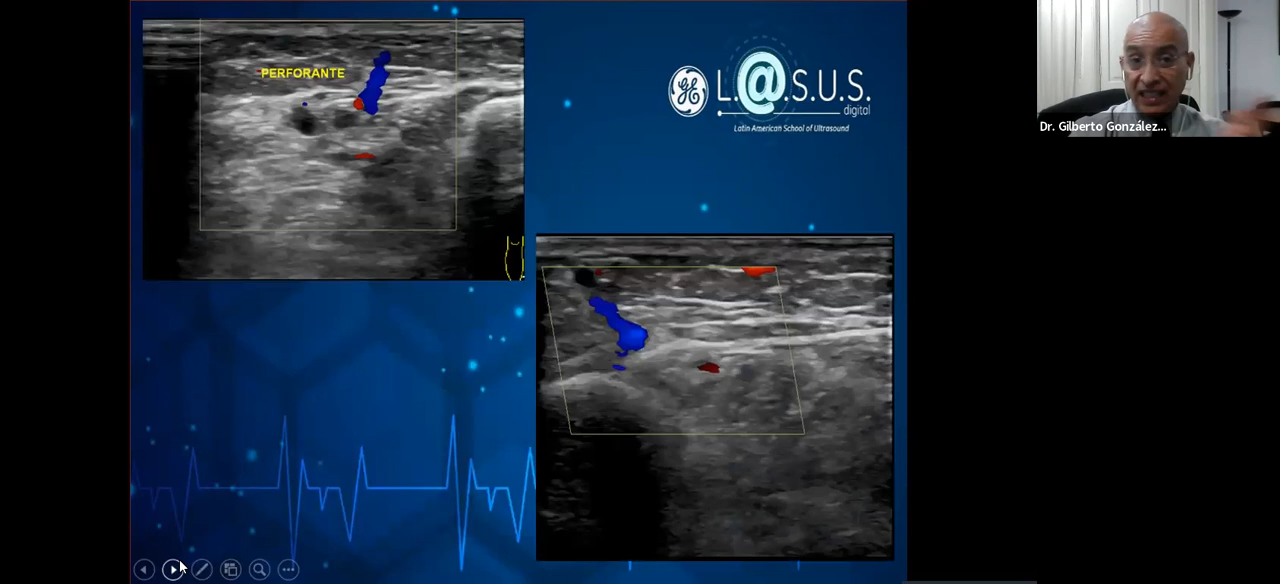 PERFORANTE
L.@.S.U.S.
digital
Latin American School of Ultrasound
Dr. Gilberto González...